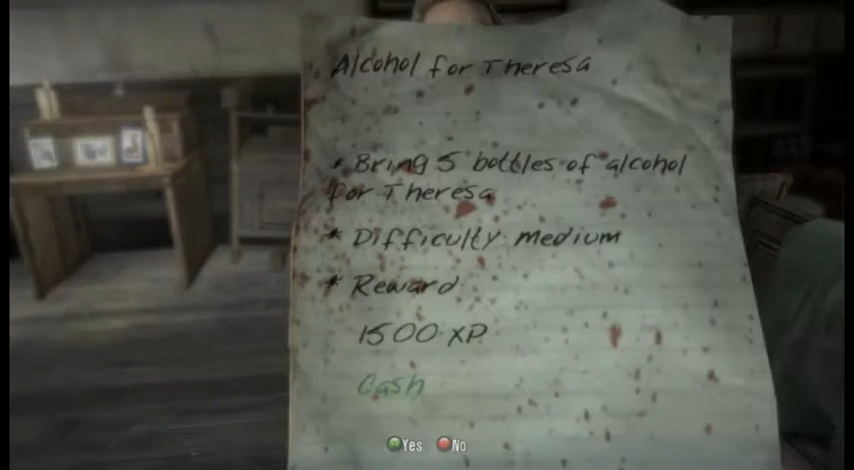 Alcohol for Theresa
* Bring 5 bottles of alcohol
for Theresa
* Difficulty medium
* Reward
1500 XP
Cash
Yes No